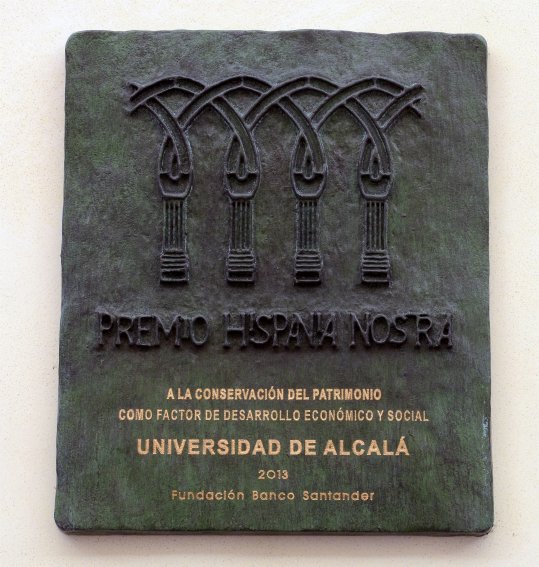 PREMIO HISPANIA NOSTRA
A LA CONSERVACIÓN DEL PATRIMONIO
COMO FACTOR DE DESARROLLO ECONÓMICO Y SOCIAL
UNIVERSIDAD DE ALCALÁ
2013
Fundación Banco Santander